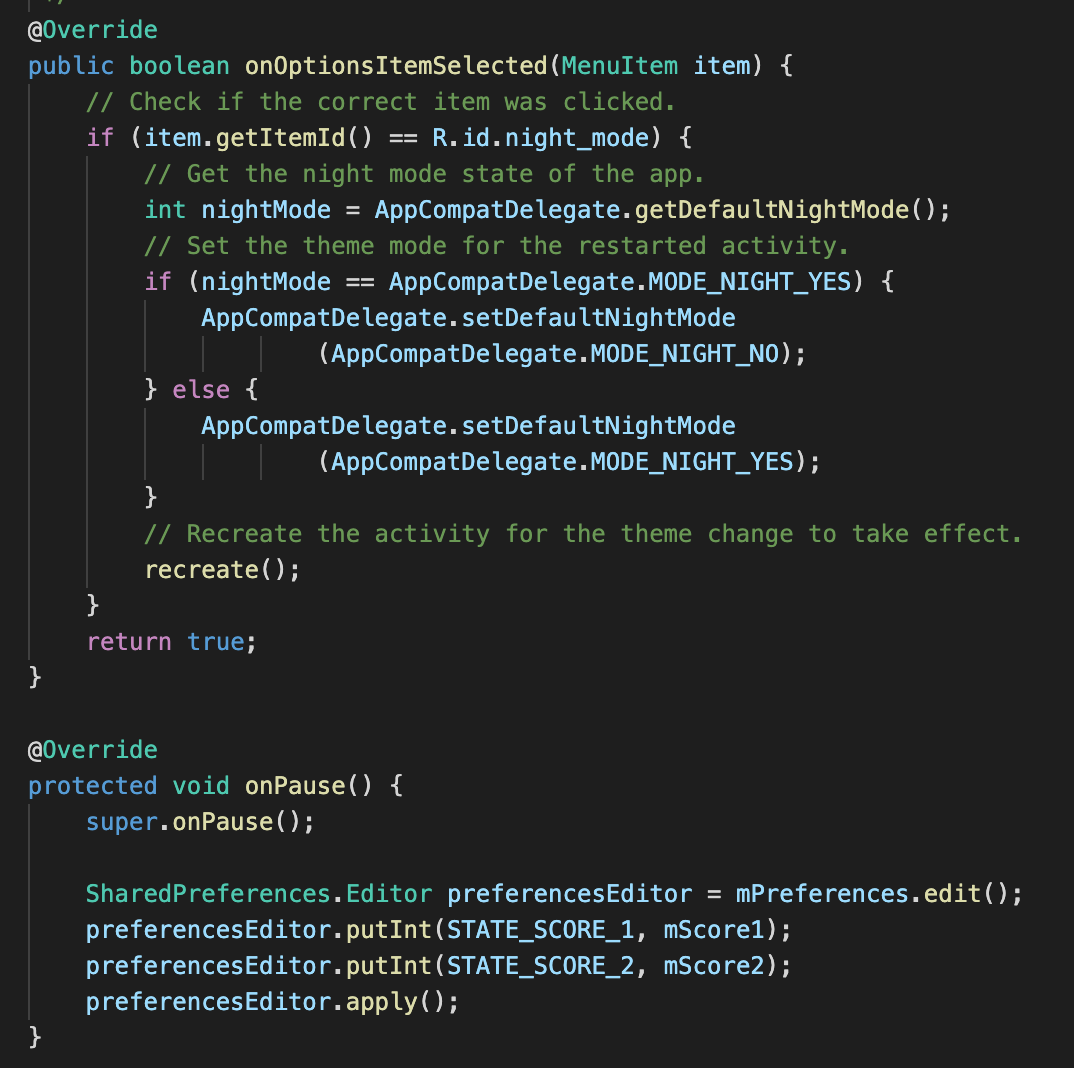 @Override
public boolean onOptionsItemSelected(MenuItem item) {
    // Check if the correct item was clicked.
    if (item.getItemId() == R.id.night_mode) {
        // Get the night mode state of the app.
        int nightMode = AppCompatDelegate.getDefaultNightMode();
        // Set the theme mode for the restarted activity.
        if (nightMode == AppCompatDelegate.MODE_NIGHT_YES) {
            AppCompatDelegate.setDefaultNightMode
                    (AppCompatDelegate.MODE_NIGHT_NO);
        } else {
            AppCompatDelegate.setDefaultNightMode
                    (AppCompatDelegate.MODE_NIGHT_YES);
        }
        // Recreate the activity for the theme change to take effect.
        recreate();
    }
    return true;
}

@Override
protected void onPause() {
    super.onPause();

    SharedPreferences.Editor preferencesEditor = mPreferences.edit();
    preferencesEditor.putInt(STATE_SCORE_1, mScore1);
    preferencesEditor.putInt(STATE_SCORE_2, mScore2);
    preferencesEditor.apply();
}